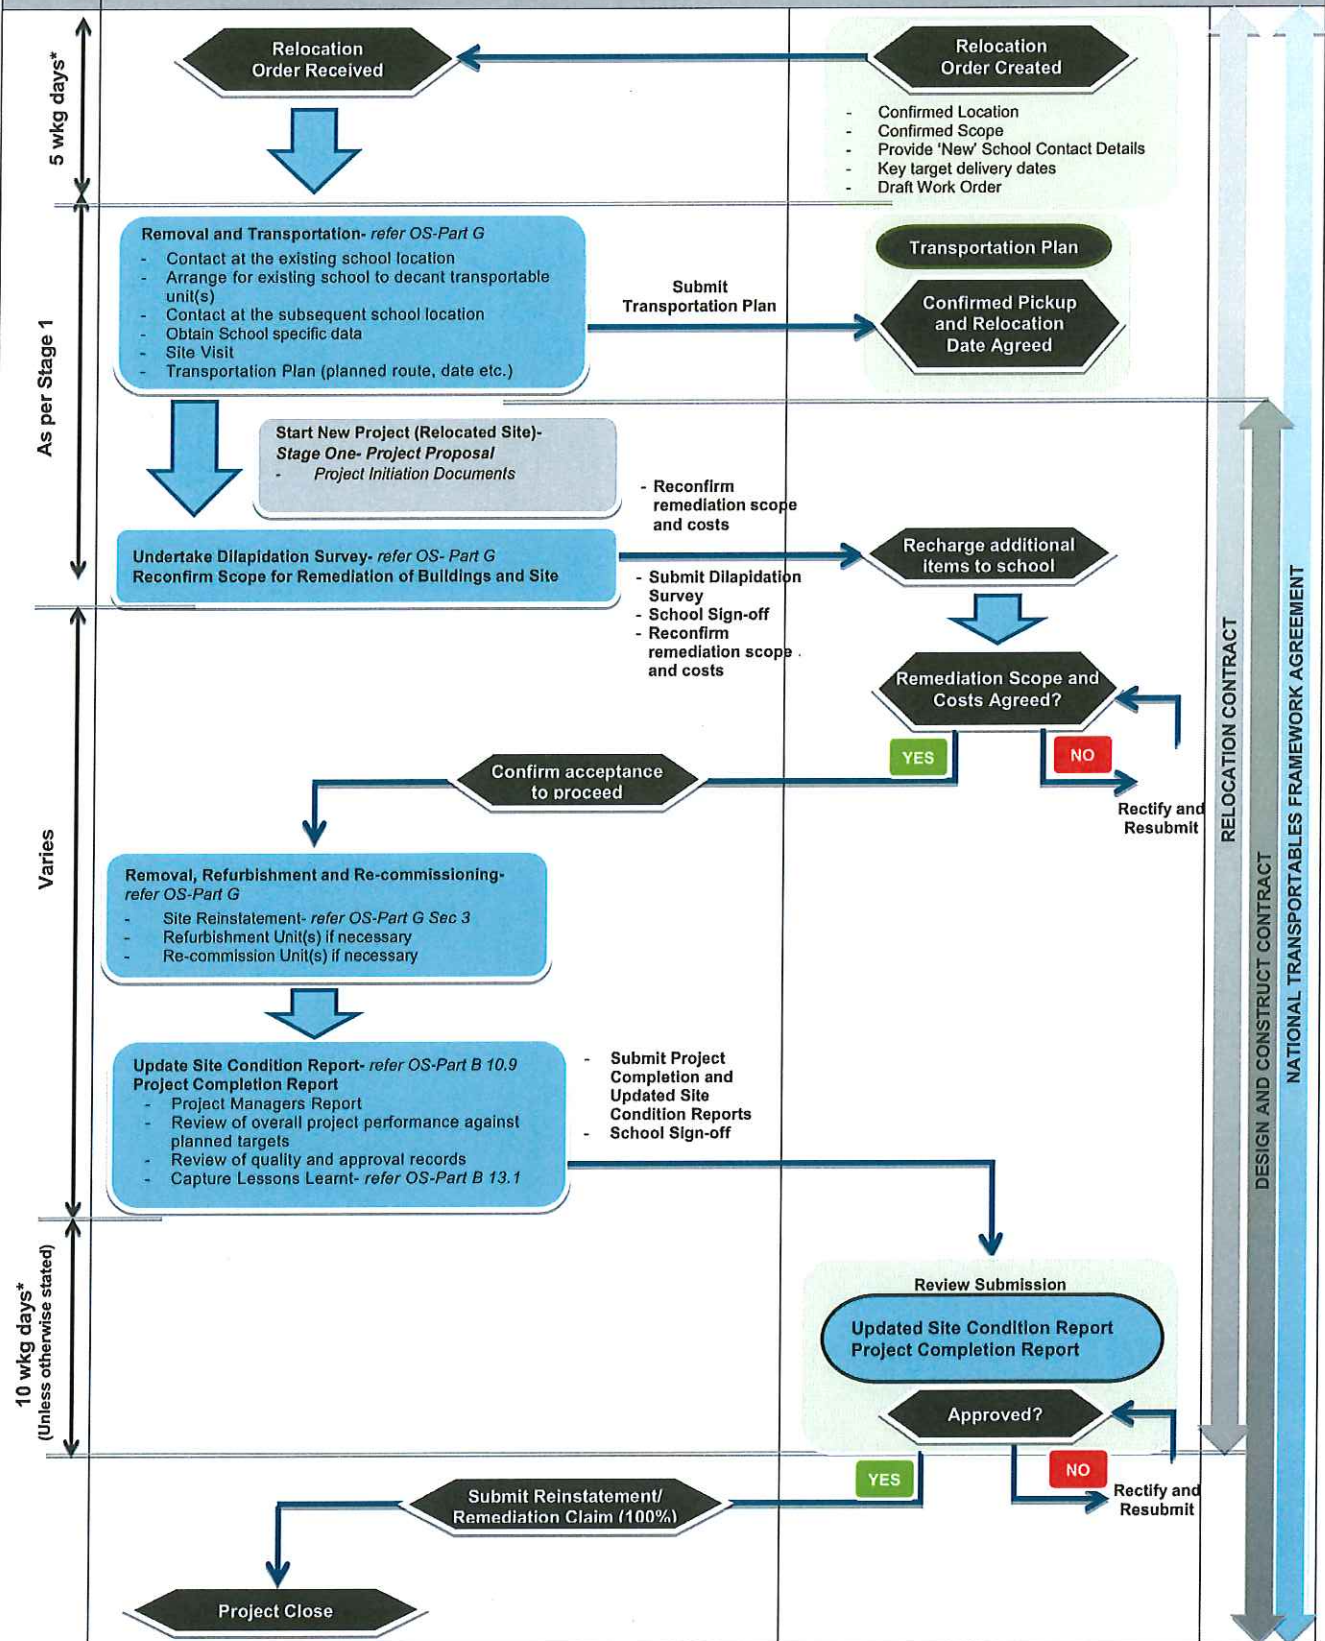 5 wkg days*
Relocation
Order Received
Relocation
Order Created
- Confirmed Location
- Confirmed Scope
- Provide 'New' School Contact Details
- Key target delivery dates
- Draft Work Order
As per Stage 1
Removal and Transportation- refer OS-Part G
- Contact at the existing school location
- Arrange for existing school to decant transportable
unit(s)
- Contact at the subsequent school location
- Obtain School specific data
- Site Visit
- Transportation Plan (planned route, date etc.)
Submit
Transportation Plan
Transportation Plan
Confirmed Pickup
and Relocation
Date Agreed
Start New Project (Relocated Site)-
Stage One- Project Proposal
- Project Initiation Documents
- Reconfirm
remediation scope
and costs
Undertake Dilapidation Survey- refer OS- Part G
Reconfirm Scope for Remediation of Buildings and Site
- Submit Dilapidation
Survey
- School Sign-off
- Reconfirm
remediation scope
and costs
Recharge additional
items to school
Remediation Scope and
Costs Agreed?
YES
NO
Rectify and
Resubmit
Varies
Confirm acceptance
to proceed
Removal, Refurbishment and Re-commissioning-
refer OS-Part G
- Site Reinstatement- refer OS-Part G Sec 3
- Refurbishment Unit(s) if necessary
- Re-commission Unit(s) if necessary
Update Site Condition Report- refer OS-Part B 10.9
Project Completion Report
- Project Managers Report
- Review of overall project performance against
planned targets
- Review of quality and approval records
- Capture Lessons Learnt- refer OS-Part B 13.1
- Submit Project
Completion and
Updated Site
Condition Reports
- School Sign-off
10 wkg days*
(Unless otherwise stated)
Review Submission
Updated Site Condition Report
Project Completion Report
Approved?
YES
NO
Rectify and
Resubmit
Submit Reinstatement/
Remediation Claim (100%)
Project Close
RELOCATION CONTRACT
DESIGN AND CONSTRUCT CONTRACT
NATIONAL TRANSPORTABLES FRAMEWORK AGREEMENT